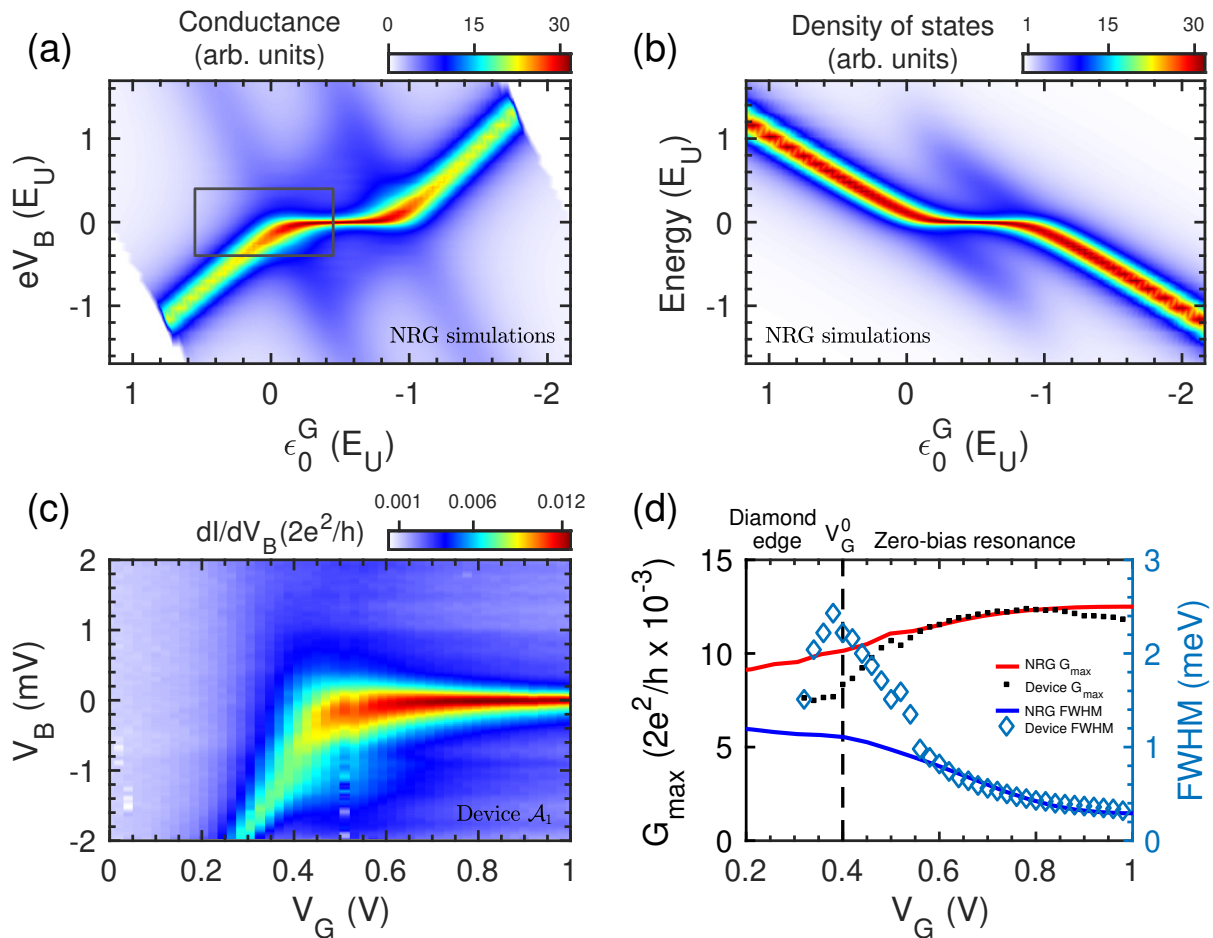 (a)
Conductance
(arb. units)
0 15 30
eV_B (E_U)
1
0
-1
NRG simulations
1 0 -1 -2
ϵ_0^G (E_U)
(b)
Density of states
(arb. units)
1 15 30
Energy (E_U)
1
0
-1
NRG simulations
1 0 -1 -2
ϵ_0^G (E_U)
(c)
dI/dV_B(2e^2/h)
0.001 0.006 0.012
V_B (mV)
2
1
0
-1
-2
Device 𝒜_1
0 0.2 0.4 0.6 0.8 1
V_G (V)
(d)
Diamond
edge
V_G^0
Zero-bias resonance
G_max (2e^2/h x 10^-3)
15
10
5
0
NRG G_max
Device G_max
NRG FWHM
Device FWHM
3
2
1
0
FWHM (meV)
0.2 0.4 0.6 0.8 1
V_G (V)